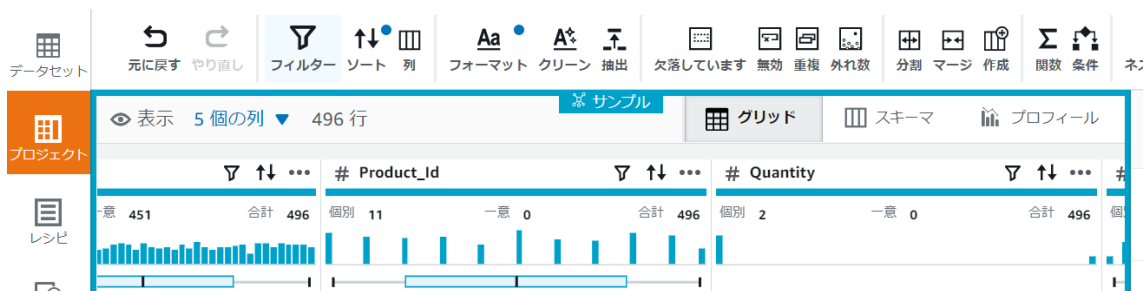 元に戻す やり直し フィルター ソート 列 Aa フォーマット クリーン 抽出 欠落しています 無効 重複 外れ数 分割 マージ 作成 関数 条件 ネス
データセット
プロジェクト
レシピ
サンプル
表示 5 個の列 ▼ 496 行 グリッド スキーマ プロフィール
••• # Product_Id ••• # Quantity ••• #
一意 451 合計 496 個別 11 一意 0 合計 496 個別 2 一意 0 合計 496 個